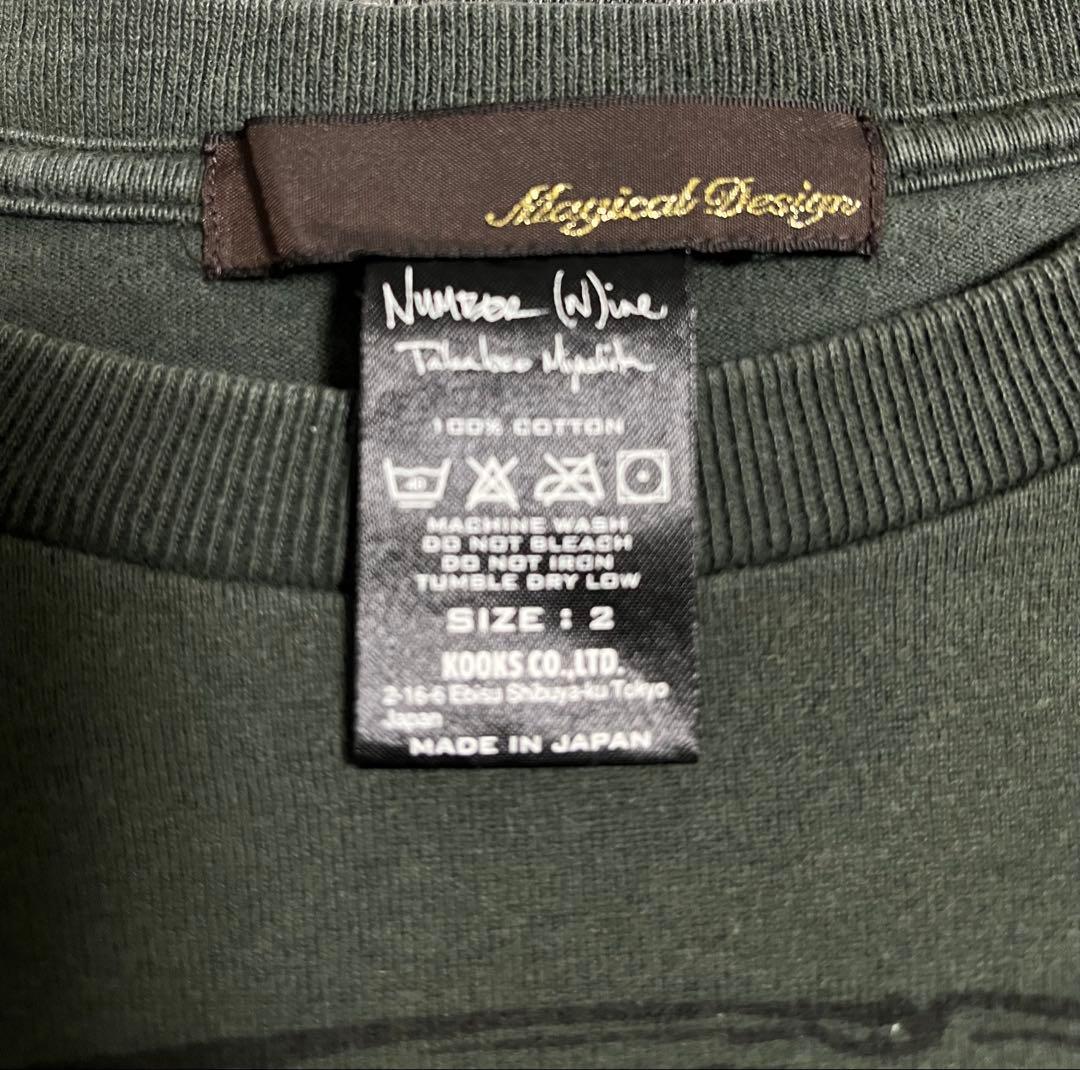 Magical Design
NUMBER (N)ine
Takahiro Miyashita
100% COTTON
MACHINE WASH
DO NOT BLEACH
DO NOT IRON
TUMBLE DRY LOW
SIZE : 2
KOOKS CO.,LTD.
2-16-6 Ebisu Shibuya-ku Tokyo
Japan
MADE IN JAPAN